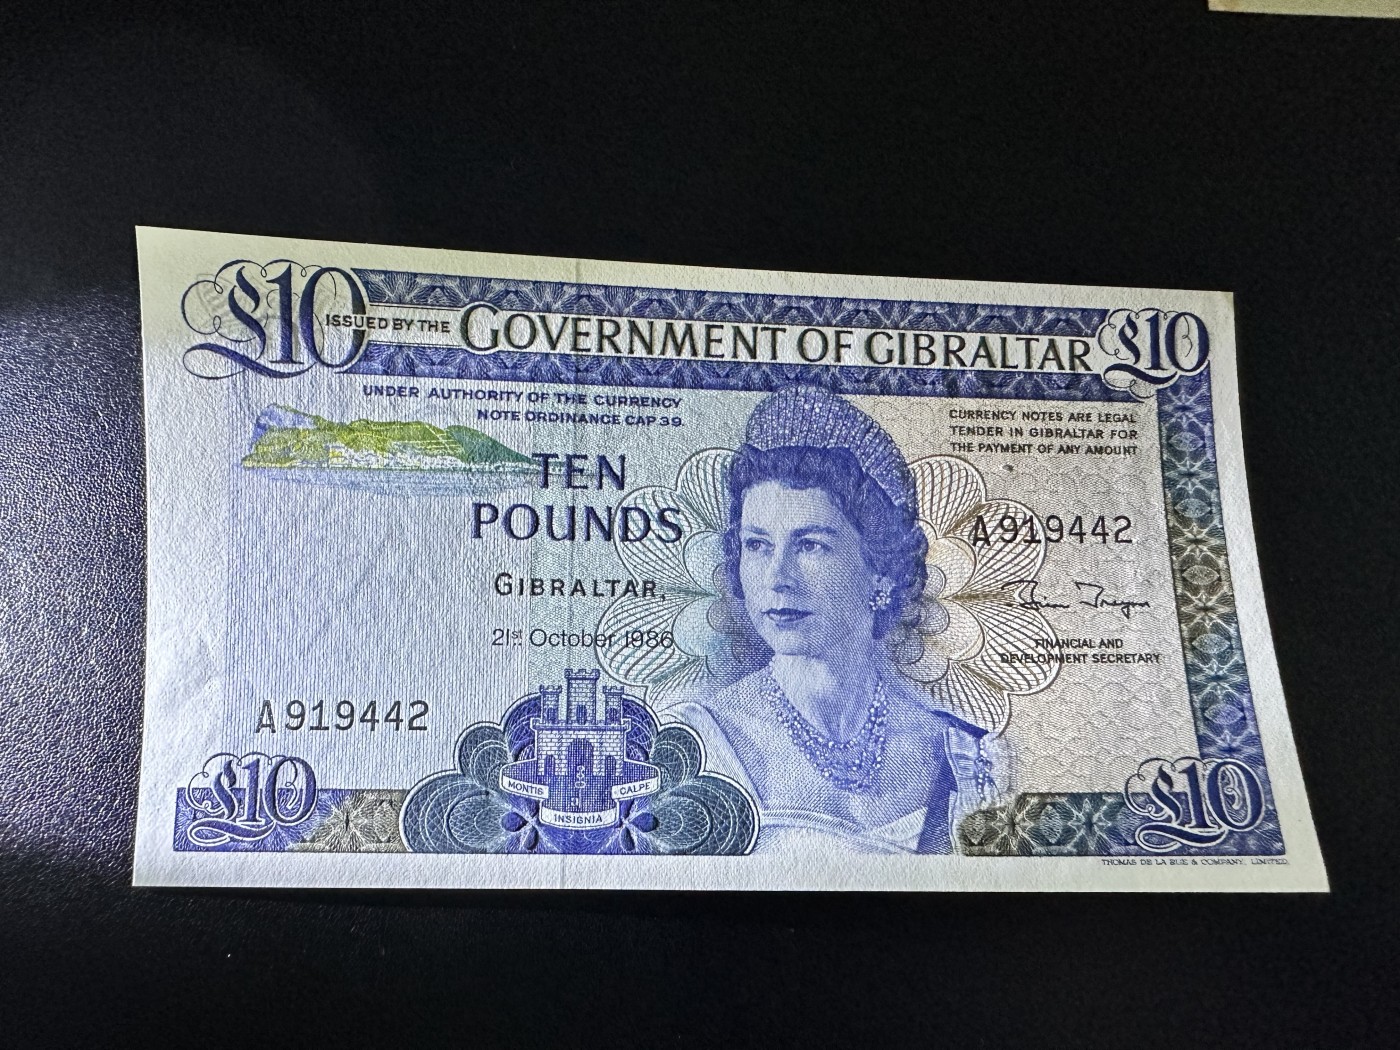 £10 ISSUED BY THE GOVERNMENT OF GIBRALTAR £10
UNDER AUTHORITY OF THE CURRENCY
NOTE ORDINANCE CAP 39.
CURRENCY NOTES ARE LEGAL
TENDER IN GIBRALTAR FOR
THE PAYMENT OF ANY AMOUNT
TEN
POUNDS
A919442
GIBRALTAR,
21st October 1986
FINANCIAL AND
DEVELOPMENT SECRETARY
A919442
MONTIS INSIGNIA CALPE
£10
£10
THOMAS DE LA RUE & COMPANY, LIMITED.